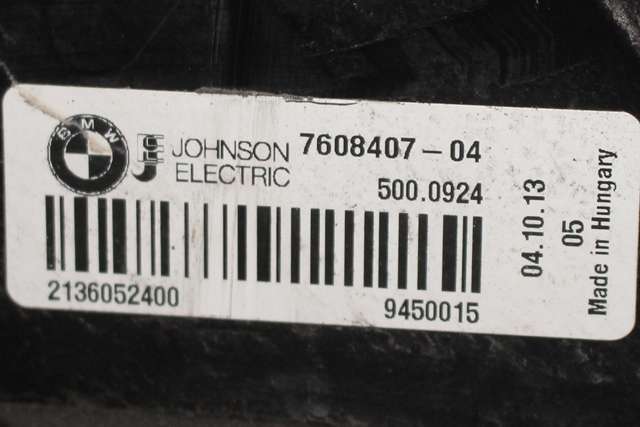 BMW
JOHNSON
ELECTRIC
7608407-04
500.0924
2136052400
9450015
04.10.13
05
Made in Hungary